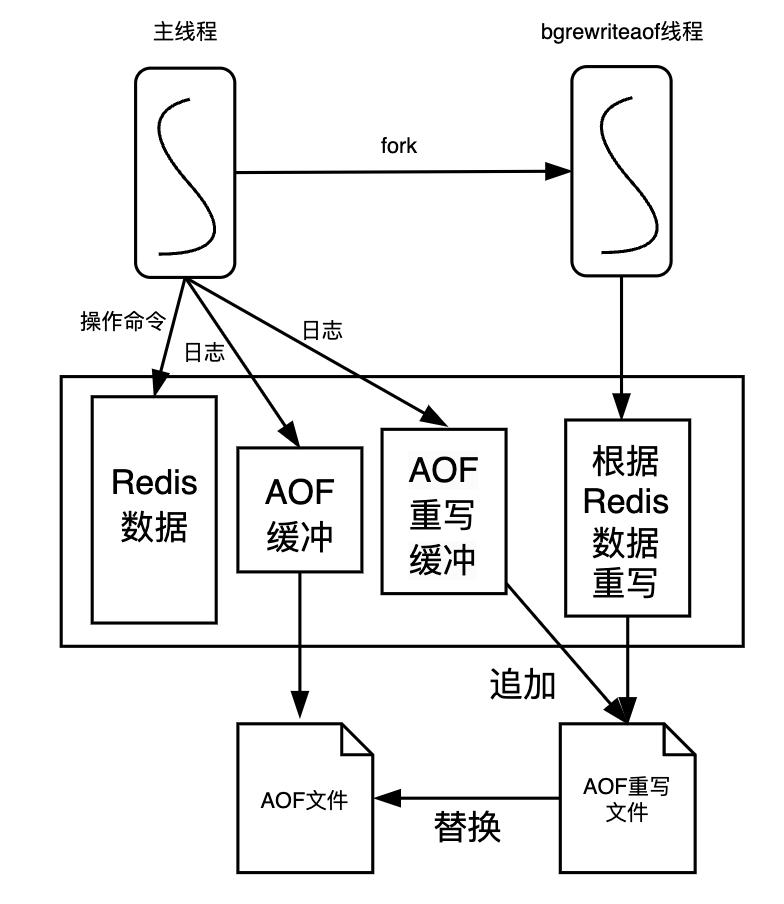 主线程
bgrewriteaof线程
fork
操作命令
日志
日志
Redis
数据
AOF
缓冲
AOF
重写
缓冲
根据
Redis
数据
重写
追加
AOF文件
AOF重写
文件
替换